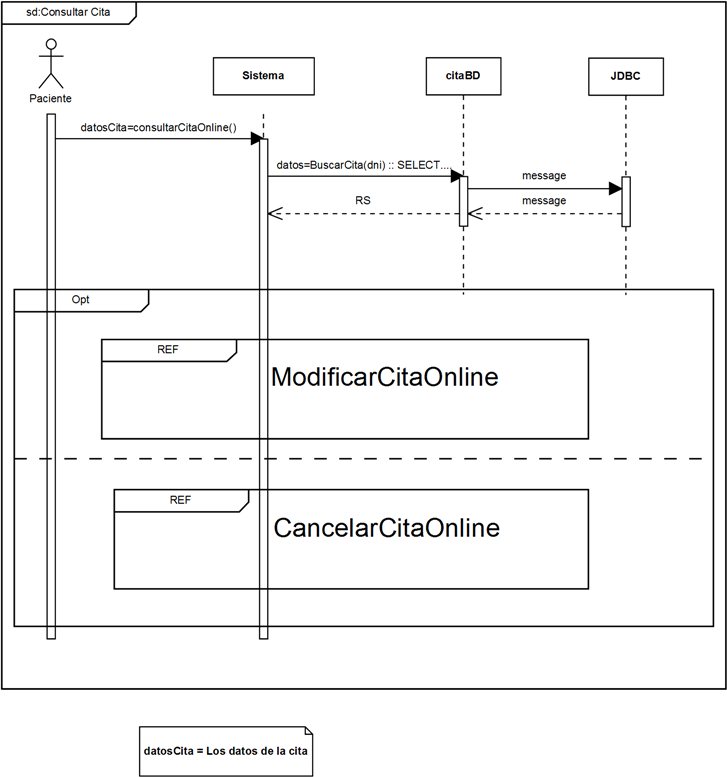 sd:Consultar Cita
Paciente
Sistema
citaBD
JDBC
datosCita=consultarCitaOnline()
datos=BuscarCita(dni) :: SELECT....
message
RS
message
Opt
REF
ModificarCitaOnline
REF
CancelarCitaOnline
datosCita = Los datos de la cita